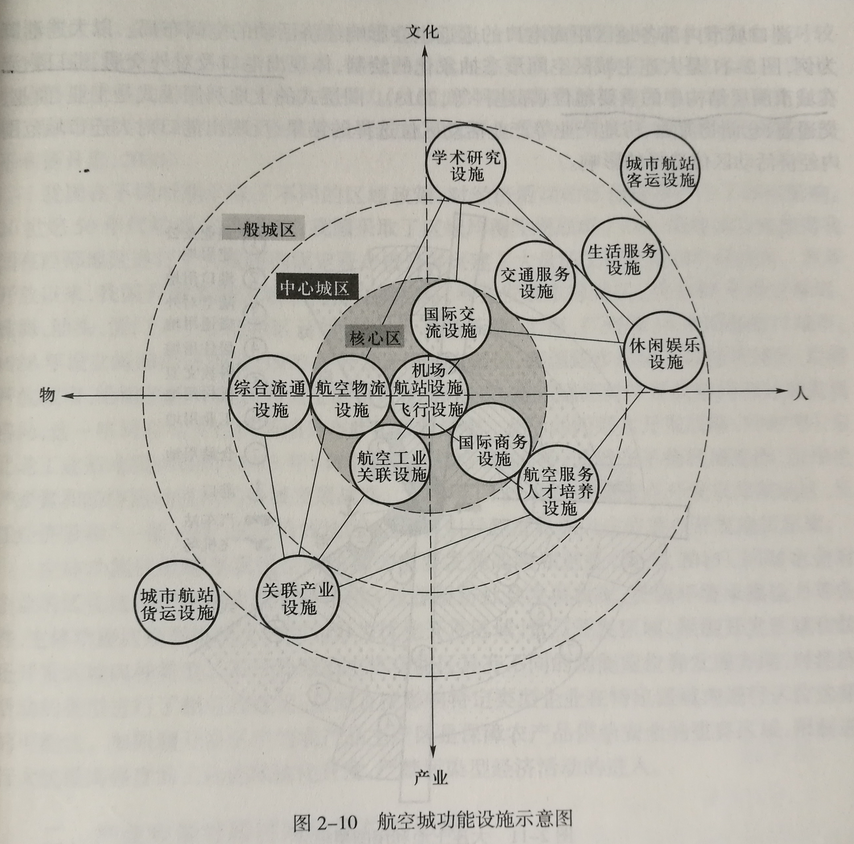 文化
学术研究
设施
城市航站
客运设施
一般城区
生活服务
设施
交通服务
设施
中心城区
国际交
流设施
核心区
休闲娱乐
设施
机场
航站设施
飞行设施
物
综合流通
设施
航空物流
设施
人
国际商务
设施
航空工业
关联设施
航空服务
人才培养
设施
关联产业
设施
城市航站
货运设施
产业
图 2-10 航空城功能设施示意图